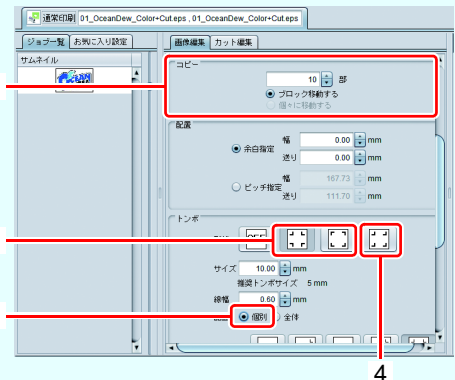 通常印刷 01_OceanDew_Color+Cut.eps , 01_OceanDew_Color+Cut.eps
ジョブ一覧 お気に入り設定
画像編集 カット編集
サムネイル
コピー
10 部
ブロック移動する
個々に移動する
配置
余白指定
幅 0.00 mm
送り 0.00 mm
ピッチ指定
幅 167.73 mm
送り 111.70 mm
トンボ
OFF
サイズ 10.00 mm
推奨トンボサイズ 5 mm
線幅 0.60 mm
個別 全体
4